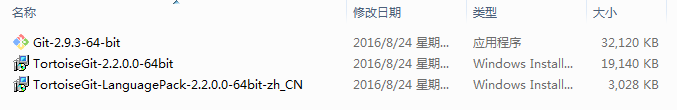 名称 修改日期 类型 大小
Git-2.9.3-64-bit 2016/8/24 星期... 应用程序 32,120 KB
TortoiseGit-2.2.0.0-64bit 2016/8/24 星期... Windows Install... 19,140 KB
TortoiseGit-LanguagePack-2.2.0.0-64bit-zh_CN 2016/8/24 星期... Windows Install... 3,028 KB